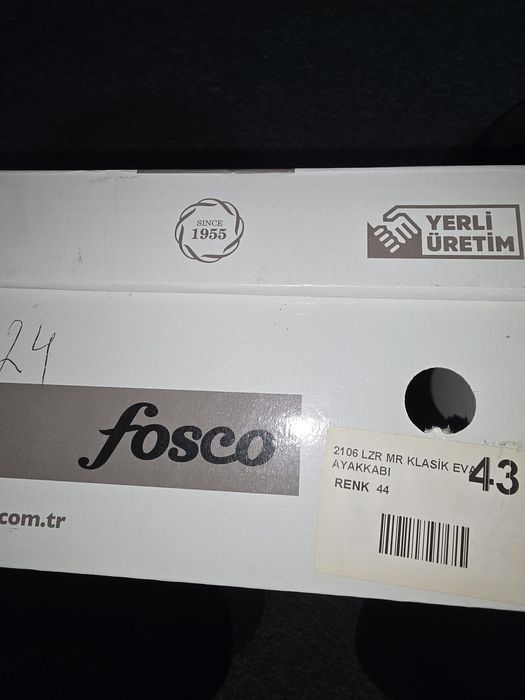 SINCE
1955
YERLİ
ÜRETİM
24
fosco
2106 LZR MR KLASİK EVA
AYAKKABI
43
RENK 44
.com.tr